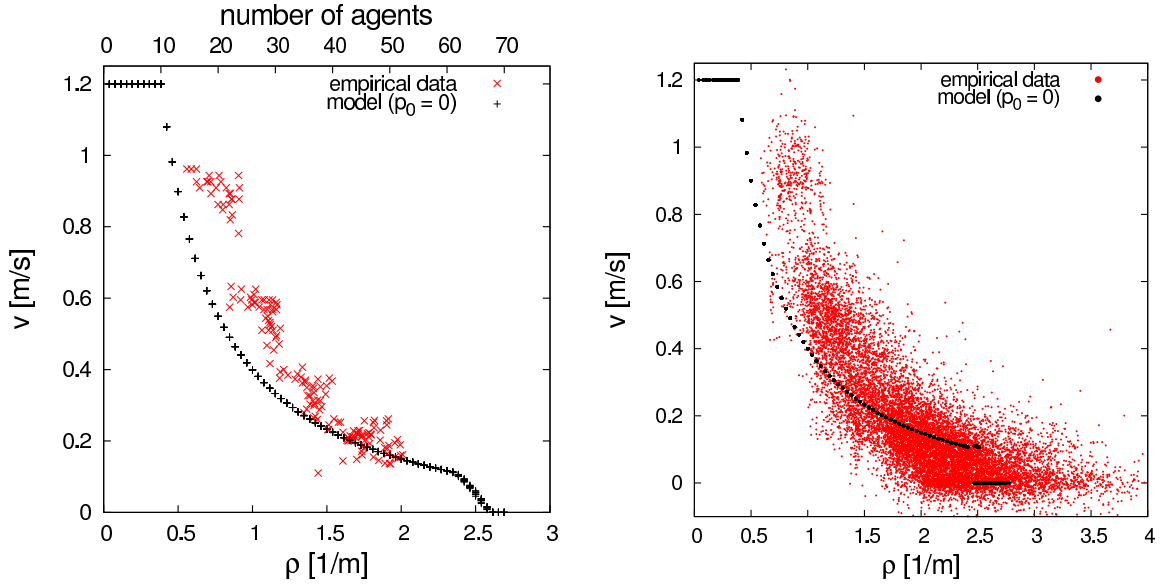 number of agents
0 10 20 30 40 50 60 70
empirical data
model (p₀ = 0)
1.2
1
0.8
0.6
0.4
0.2
0
v [m/s]
0.5 1 1.5 2 2.5 3
ρ [1/m]
empirical data
model (p₀ = 0)
1.2
1
0.8
0.6
0.4
0.2
0
v [m/s]
0 0.5 1 1.5 2 2.5 3 3.5 4
ρ [1/m]